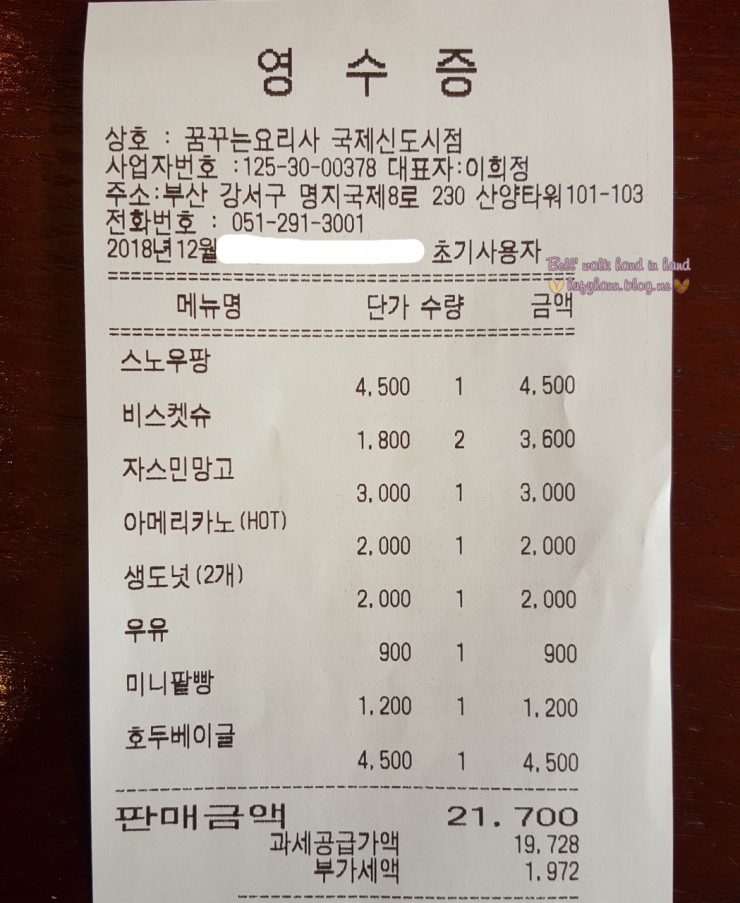 영 수 증
상호 : 꿈꾸는요리사 국제신도시점
사업자번호 :125-30-00378 대표자:이희정
주소:부산 강서구 명지국제8로 230 산양타워101-103
전화번호 : 051-291-3001
2018년12월 초기사용자
Bell' walk hand in hand
메뉴명 단가 수량 금액
스노우팡
4,500 1 4,500
비스켓슈
1,800 2 3,600
자스민망고
3,000 1 3,000
아메리카노(HOT)
2,000 1 2,000
생도넛(2개)
2,000 1 2,000
우유
900 1 900
미니팥빵
1,200 1 1,200
호두베이글
4,500 1 4,500
판매금액 21.700
과세공급가액 19,728
부가세액 1,972